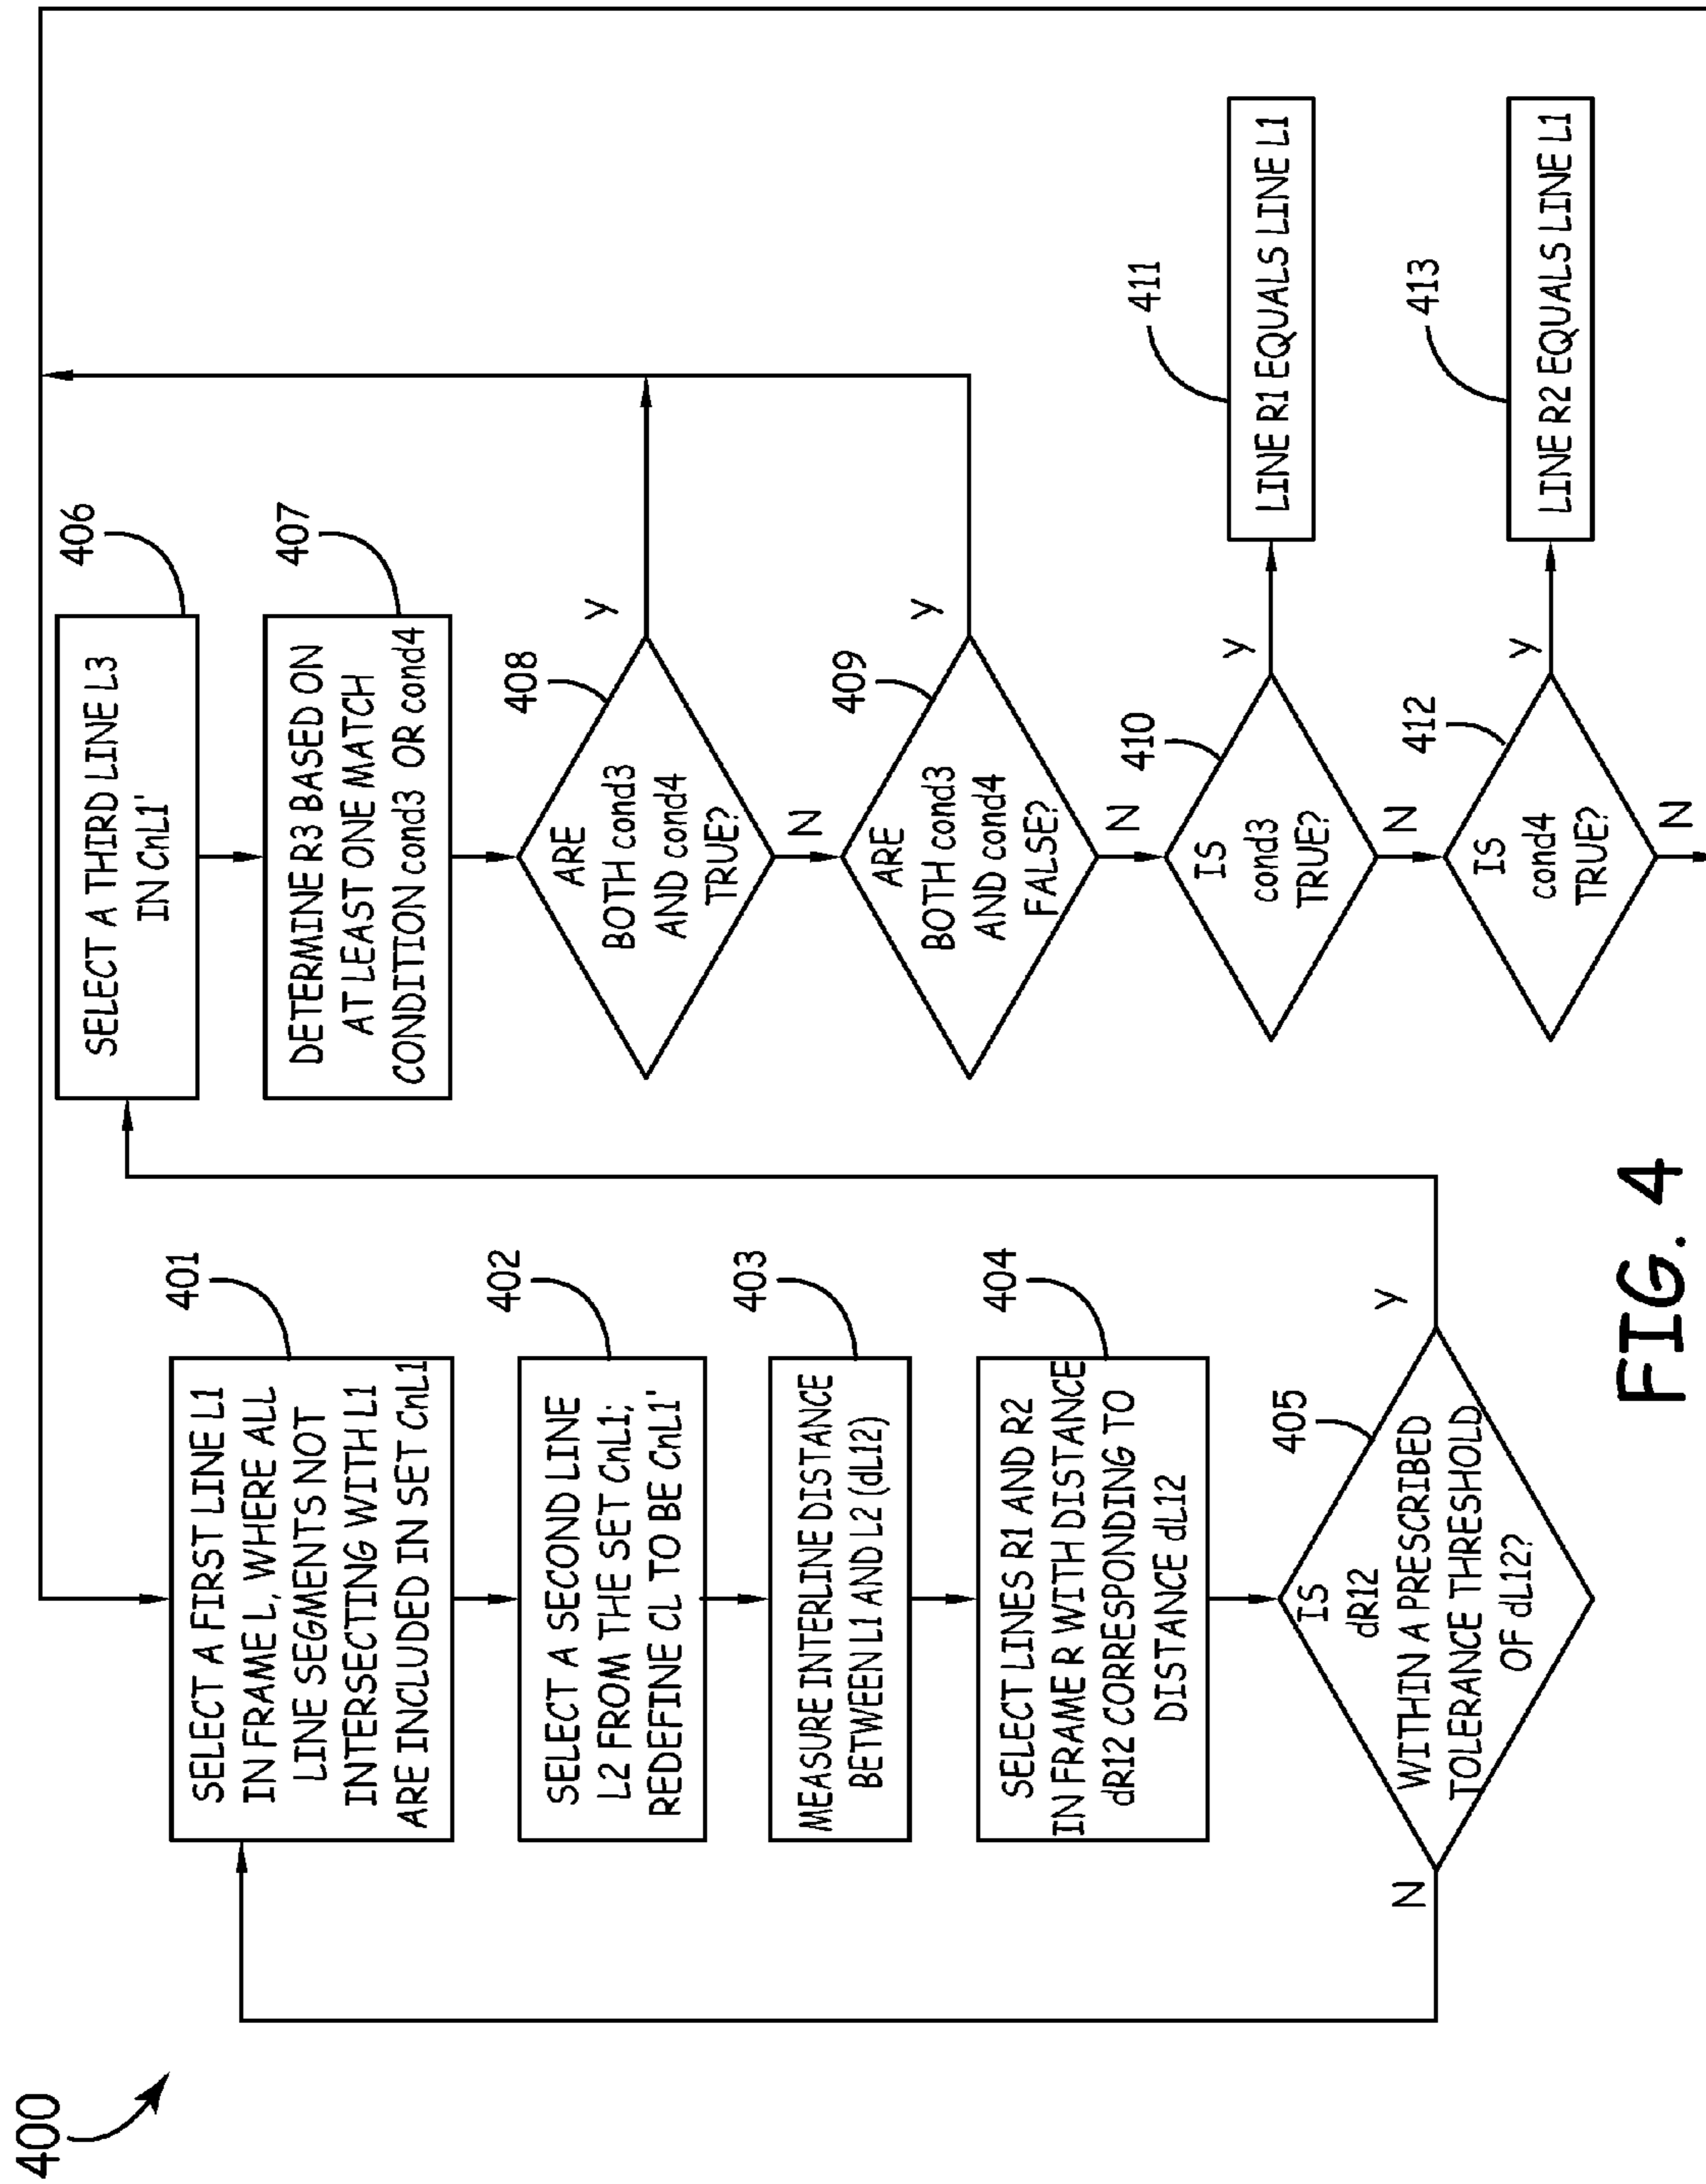 400
401
SELECT A FIRST LINE L1
IN FRAME L, WHERE ALL
LINE SEGMENTS NOT
INTERSECTING WITH L1
ARE INCLUDED IN SET CnL1
402
SELECT A SECOND LINE
L2 FROM THE SET CnL1;
REDEFINE CL TO BE CnL1'
403
MEASURE INTERLINE DISTANCE
BETWEEN L1 AND L2 (dL12)
404
SELECT LINES R1 AND R2
IN FRAME R WITH DISTANCE
dR12 CORRESPONDING TO
DISTANCE dL12
405
IS
dR12
WITHIN A PRESCRIBED
TOLERANCE THRESHOLD
OF dL12?
N
Y
406
SELECT A THIRD LINE L3
IN CnL1'
407
DETERMINE R3 BASED ON
AT LEAST ONE MATCH
CONDITION cond3 OR cond4
408
ARE
BOTH cond3
AND cond4
TRUE?
Y
N
409
ARE
BOTH cond3
AND cond4
FALSE?
Y
N
410
IS
cond3
TRUE?
Y
N
411
LINE R1 EQUALS LINE L1
412
IS
cond4
TRUE?
Y
N
413
LINE R2 EQUALS LINE L1
FIG. 4